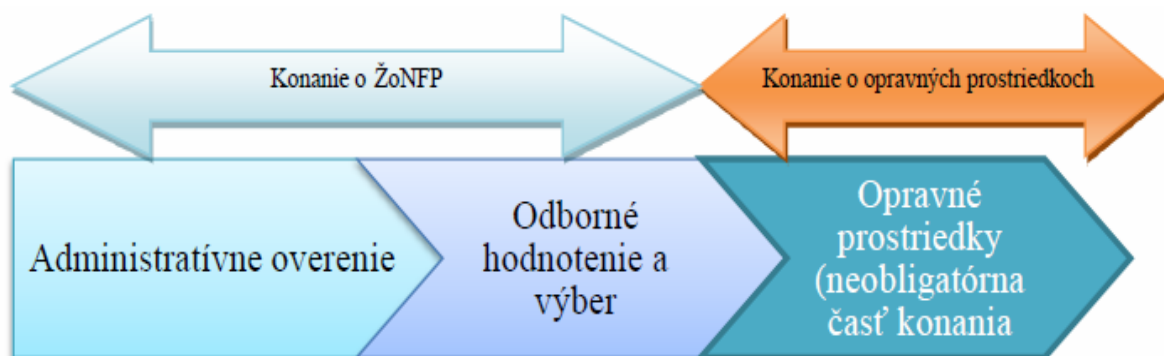 Konanie o ŽoNFP
Konanie o opravných prostriedkoch
Administratívne overenie
Odborné
hodnotenie a
výber
Opravné
prostriedky
(neobligatórna
časť konania